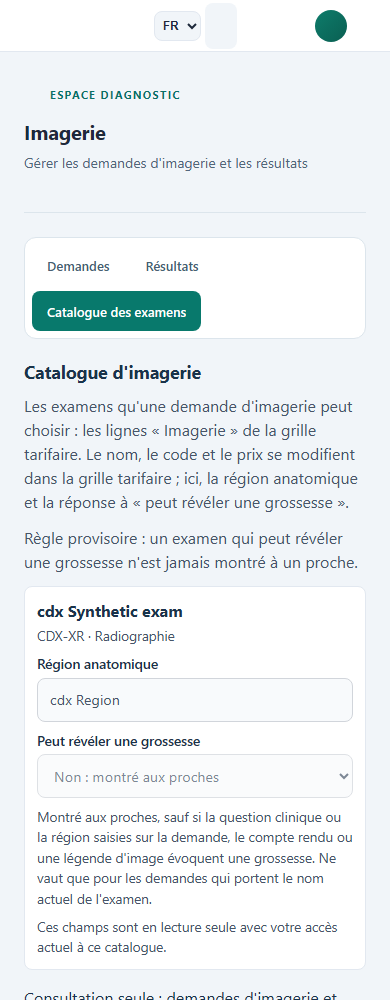 FR
ESPACE DIAGNOSTIC
Imagerie
Gérer les demandes d'imagerie et les résultats
Demandes
Résultats
Catalogue des examens
Catalogue d'imagerie
Les examens qu'une demande d'imagerie peut
choisir : les lignes « Imagerie » de la grille
tarifaire. Le nom, le code et le prix se modifient
dans la grille tarifaire ; ici, la région anatomique
et la réponse à « peut révéler une grossesse ».
Règle provisoire : un examen qui peut révéler
une grossesse n'est jamais montré à un proche.
cdx Synthetic exam
CDX-XR · Radiographie
Région anatomique
cdx Region
Peut révéler une grossesse
Non : montré aux proches
Montré aux proches, sauf si la question clinique ou
la région saisies sur la demande, le compte rendu ou
une légende d'image évoquent une grossesse. Ne
vaut que pour les demandes qui portent le nom
actuel de l'examen.
Ces champs sont en lecture seule avec votre accès
actuel à ce catalogue.
Consultation seule : demandes d'imagerie et